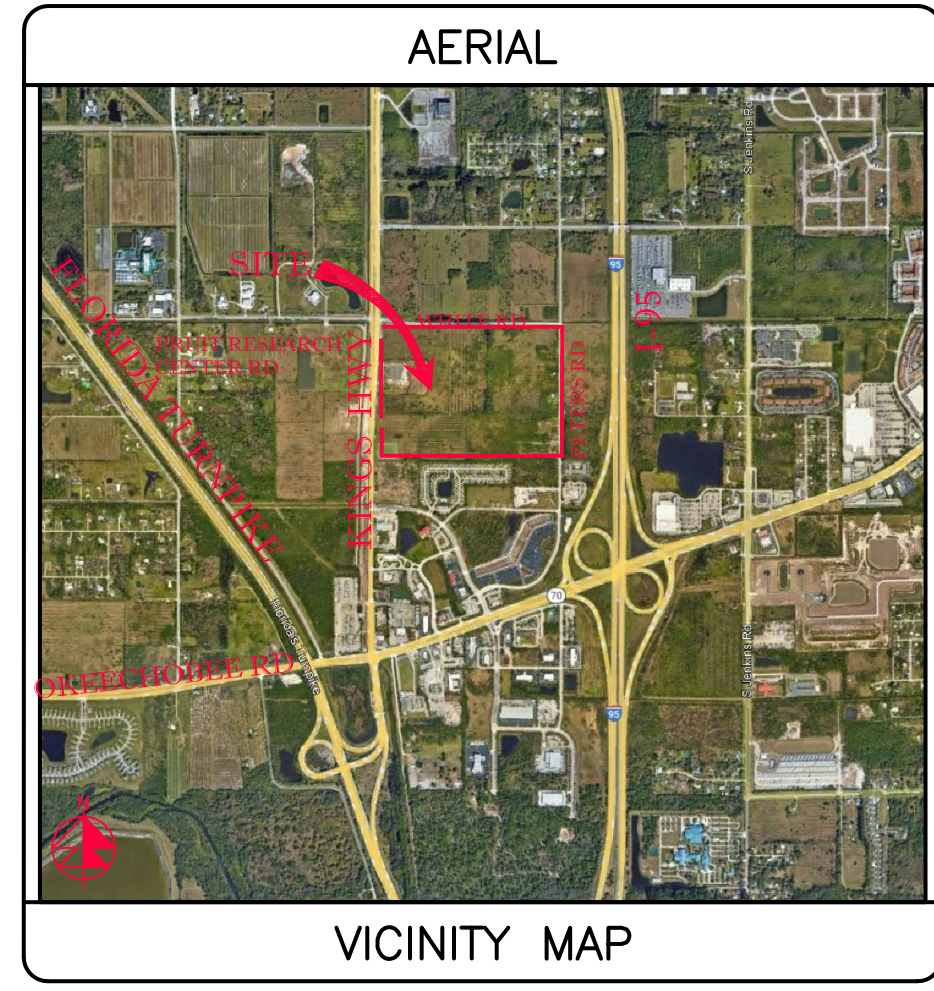 AERIAL
S Jenkins Rd
SITE
95
I-95
FLORIDA TURNPIKE
WHITE RD
PRUIT RESEARCH
CENTER RD
KINGS HWY
PETERS RD
70
Florida's Turnpike
OKEECHOBEE RD
S Jenkins Rd
95
N
VICINITY MAP